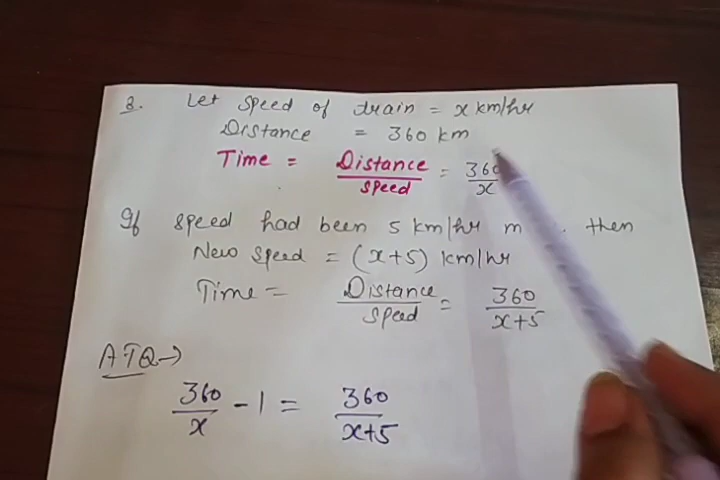 8. Let speed of train = x km/hr
Distance = 360 km
Time = Distance/speed = 360/x
If speed had been 5 km/hr m then
New speed = (x+5) km/hr
Time = Distance/speed = 360/x+5
ATQ→
360/x - 1 = 360/x+5